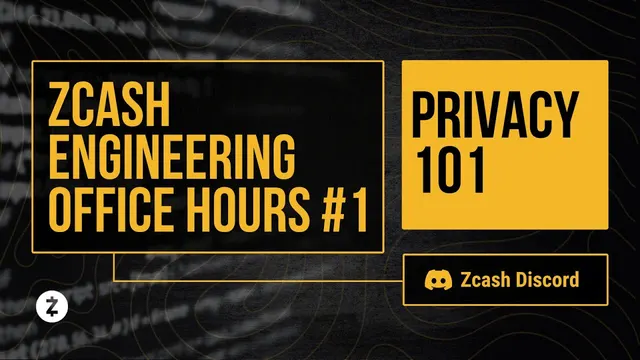 ZCASH
ENGINEERING
OFFICE HOURS #1
PRIVACY
101
Zcash Discord